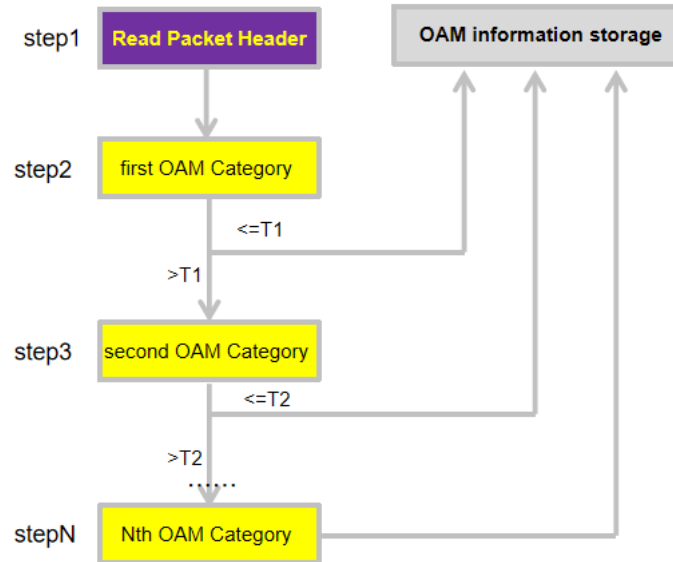 step1
Read Packet Header
OAM information storage
step2
first OAM Category
<=T1
>T1
step3
second OAM Category
<=T2
>T2
......
stepN
Nth OAM Category